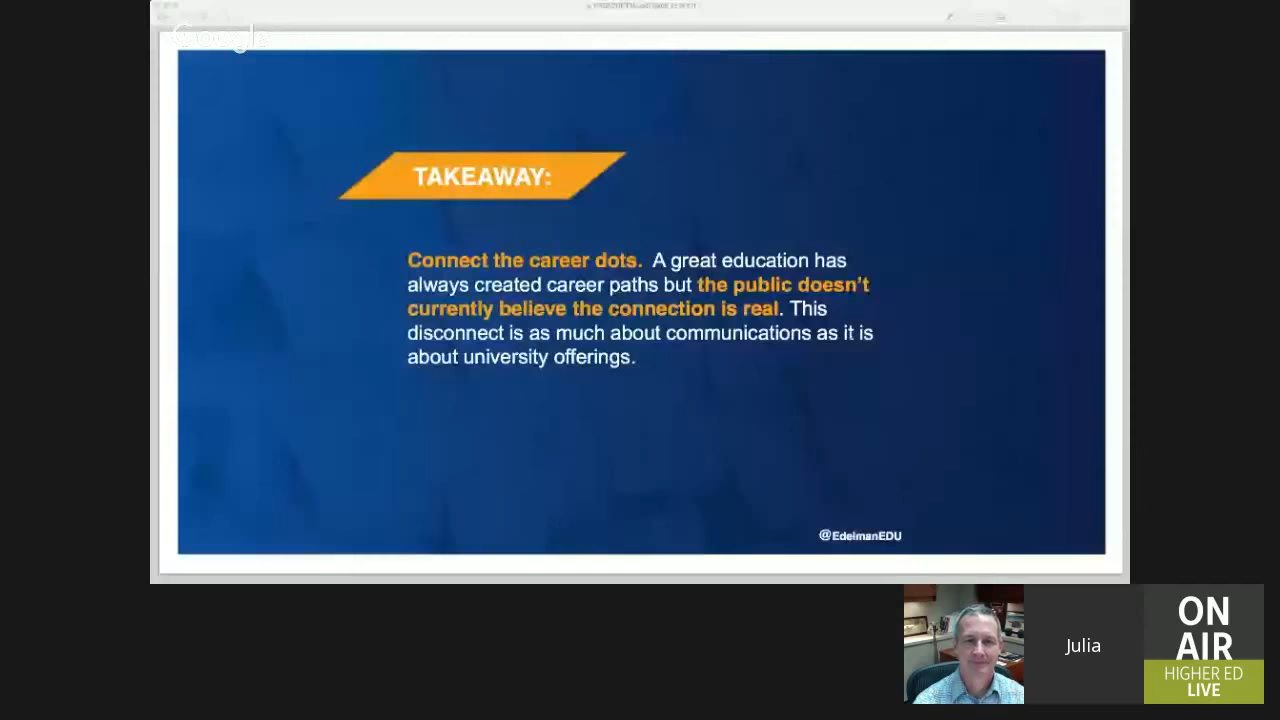 Google
TAKEAWAY:
Connect the career dots. A great education has
always created career paths but the public doesn't
currently believe the connection is real. This
disconnect is as much about communications as it is
about university offerings.
@EdelmanEDU
Julia
ON
AIR
HIGHER ED
LIVE